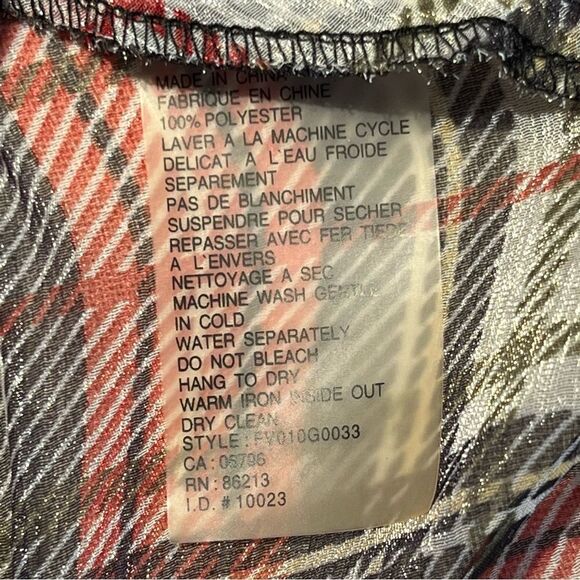 MADE IN CHINA
FABRIQUE EN CHINE
100% POLYESTER
LAVER A LA MACHINE CYCLE
DELICAT A L'EAU FROIDE
SEPAREMENT
PAS DE BLANCHIMENT
SUSPENDRE POUR SECHER
REPASSER AVEC FER TIEDE
A L'ENVERS
NETTOYAGE A SEC
MACHINE WASH GENTLE
IN COLD
WATER SEPARATELY
DO NOT BLEACH
HANG TO DRY
WARM IRON INSIDE OUT
DRY CLEAN
STYLE : FV010G0033
CA : 05796
RN : 86213
I.D. # 10023